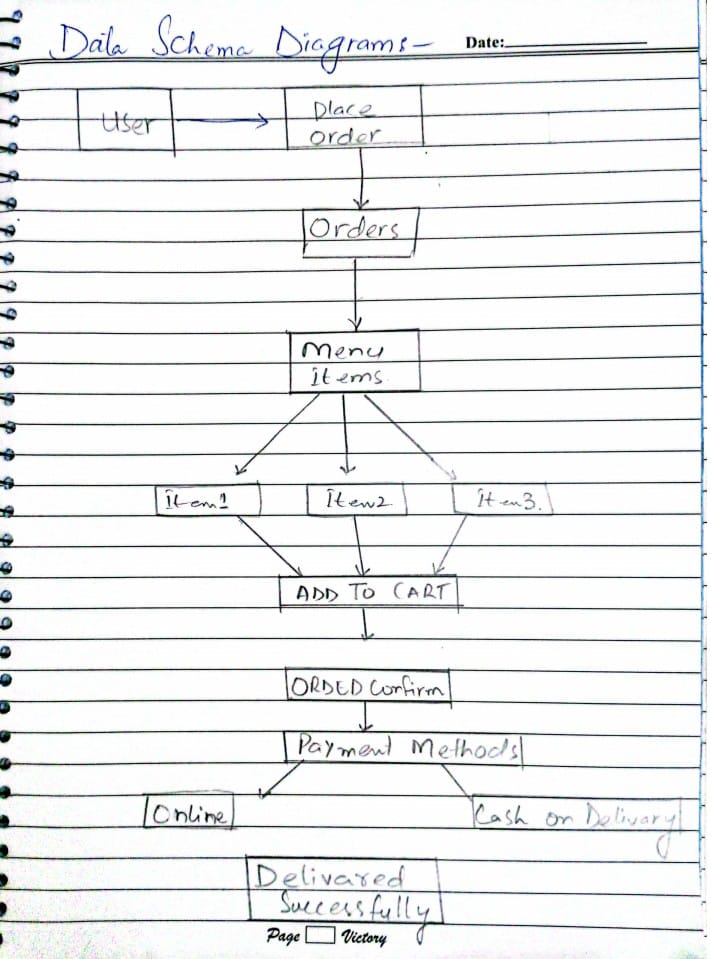 Data Schema Diagrams-
Date:
User
Place
order
Orders
Menu
Items
Item1
Item2
Item3.
ADD TO CART
ORDED Confirm
Payment Methods
Online
Cash on Delivary
Delivared
Successfully
Page
Victory